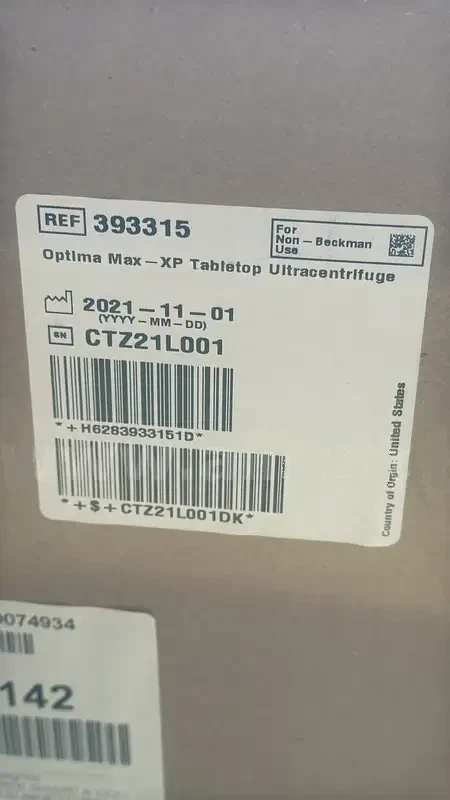 REF 393315
For
Non - Beckman
Use
Optima Max-XP Tabletop Ultracentrifuge
2021-11-01
(YYYY-MM-DD)
SN CTZ21L001
*+H6283933151D*
*+$+CTZ21L001DK*
Country of Orgin: United States
0074934
142